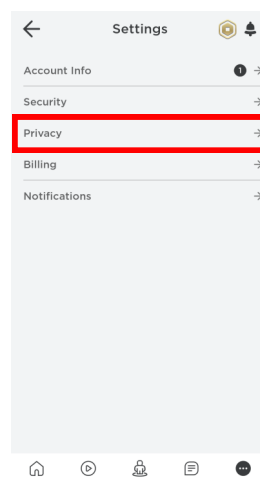 Settings
Account Info 1
Security
Privacy
Billing
Notifications